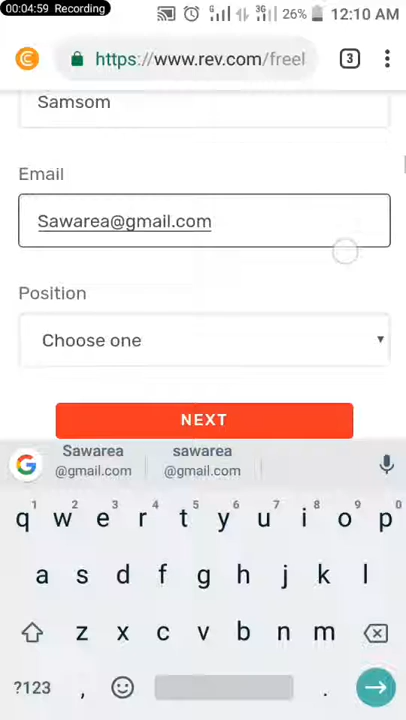 00:04:59 Recording
G 3G 26% 12:10 AM
https://www.rev.com/freel 3
Samsom
Email
Sawarea@gmail.com
Position
Choose one
NEXT
Sawarea sawarea
@gmail.com @gmail.com
1 2 3 4 5 6 7 8 9 0
q w e r t y u i o p
a s d f g h j k l
z x c v b n m
?123 , .